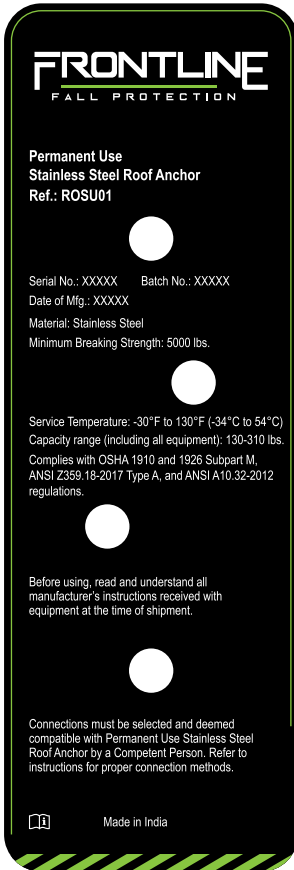 FRONTLINE
FALL PROTECTION
Permanent Use
Stainless Steel Roof Anchor
Ref.: ROSU01
Serial No.: XXXXX Batch No.: XXXXX
Date of Mfg.: XXXXX
Material: Stainless Steel
Minimum Breaking Strength: 5000 lbs.
Service Temperature: -30°F to 130°F (-34°C to 54°C)
Capacity range (including all equipment): 130-310 lbs.
Complies with OSHA 1910 and 1926 Subpart M,
ANSI Z359.18-2017 Type A, and ANSI A10.32-2012
regulations.
Before using, read and understand all
manufacturer's instructions received with
equipment at the time of shipment.
Connections must be selected and deemed
compatible with Permanent Use Stainless Steel
Roof Anchor by a Competent Person. Refer to
instructions for proper connection methods.
Made in India